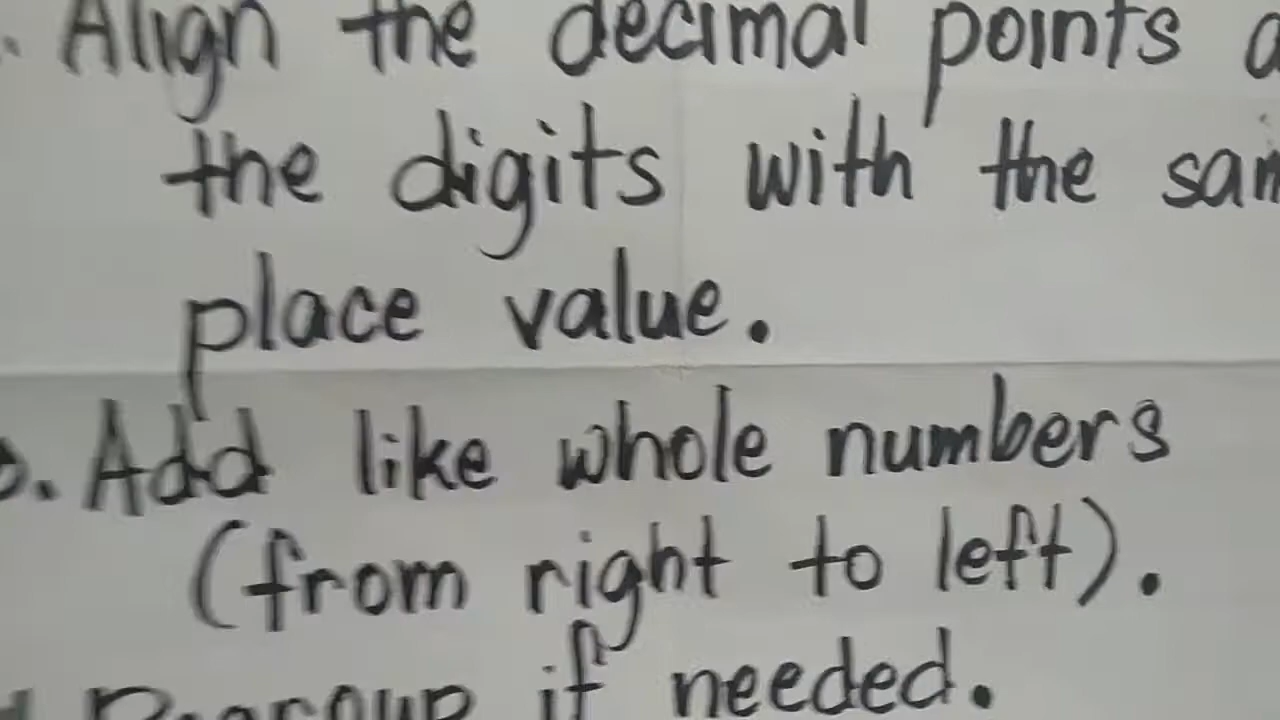 Align the decimal points
the digits with the
place value.
b. Add like whole numbers
(from right to left).
Regroup if needed.